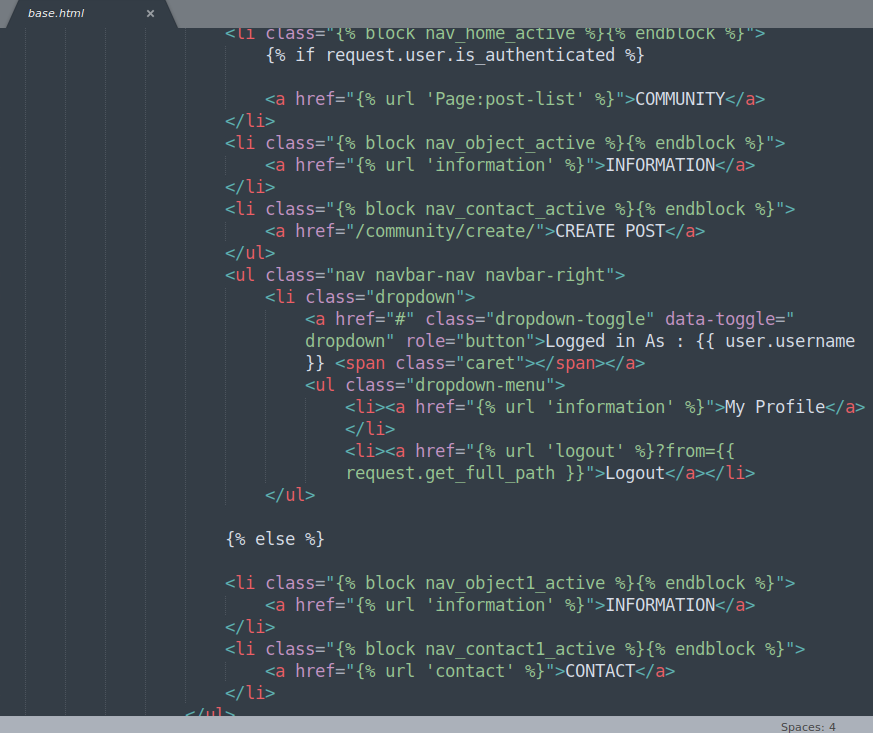 base.html ×
<li class="{% block nav_home_active %}{% endblock %}">
{% if request.user.is_authenticated %}
<a href="{% url 'Page:post-list' %}">COMMUNITY</a>
</li>
<li class="{% block nav_object_active %}{% endblock %}">
<a href="{% url 'information' %}">INFORMATION</a>
</li>
<li class="{% block nav_contact_active %}{% endblock %}">
<a href="/community/create/">CREATE POST</a>
</ul>
<ul class="nav navbar-nav navbar-right">
<li class="dropdown">
<a href="#" class="dropdown-toggle" data-toggle="
dropdown" role="button">Logged in As : {{ user.username
}} <span class="caret"></span></a>
<ul class="dropdown-menu">
<li><a href="{% url 'information' %}">My Profile</a>
</li>
<li><a href="{% url 'logout' %}?from={{
request.get_full_path }}">Logout</a></li>
</ul>
{% else %}
<li class="{% block nav_object1_active %}{% endblock %}">
<a href="{% url 'information' %}">INFORMATION</a>
</li>
<li class="{% block nav_contact1_active %}{% endblock %}">
<a href="{% url 'contact' %}">CONTACT</a>
</li>
</ul>
Spaces: 4